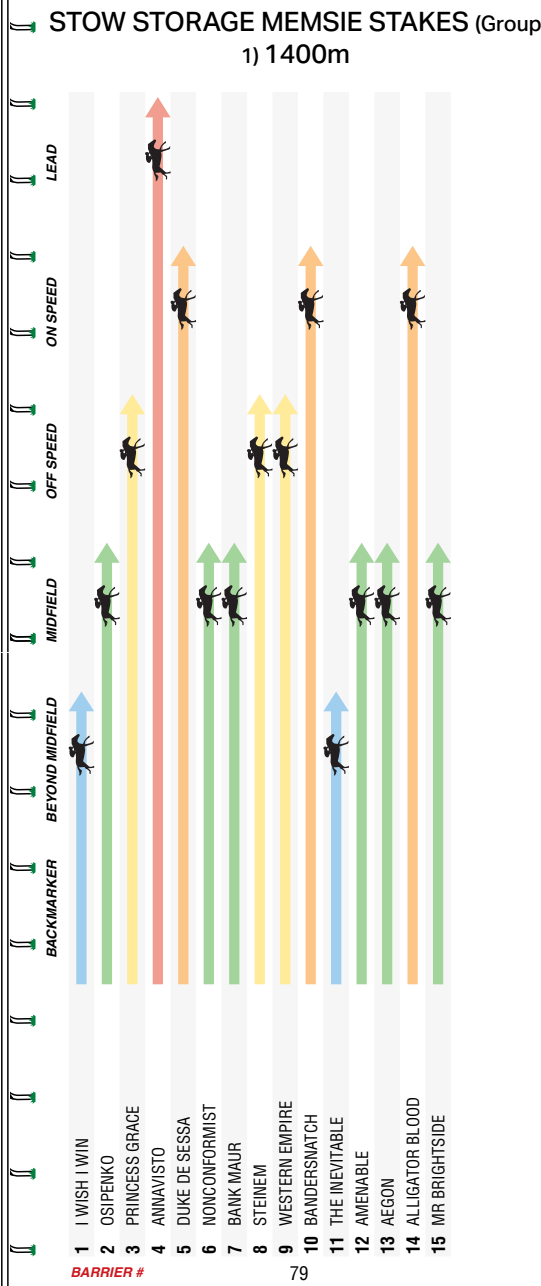 STOW STORAGE MEMSIE STAKES (Group
1) 1400m
LEAD
ON SPEED
OFF SPEED
MIDFIELD
BEYOND MIDFIELD
BACKMARKER
1 I WISH I WIN
2 OSIPENKO
3 PRINCESS GRACE
4 ANNAVISTO
5 DUKE DE SESSA
6 NONCONFORMIST
7 BANK MAUR
8 STEINEM
9 WESTERN EMPIRE
10 BANDERSNATCH
11 THE INEVITABLE
12 AMENABLE
13 AEGON
14 ALLIGATOR BLOOD
15 MR BRIGHTSIDE
BARRIER #
79